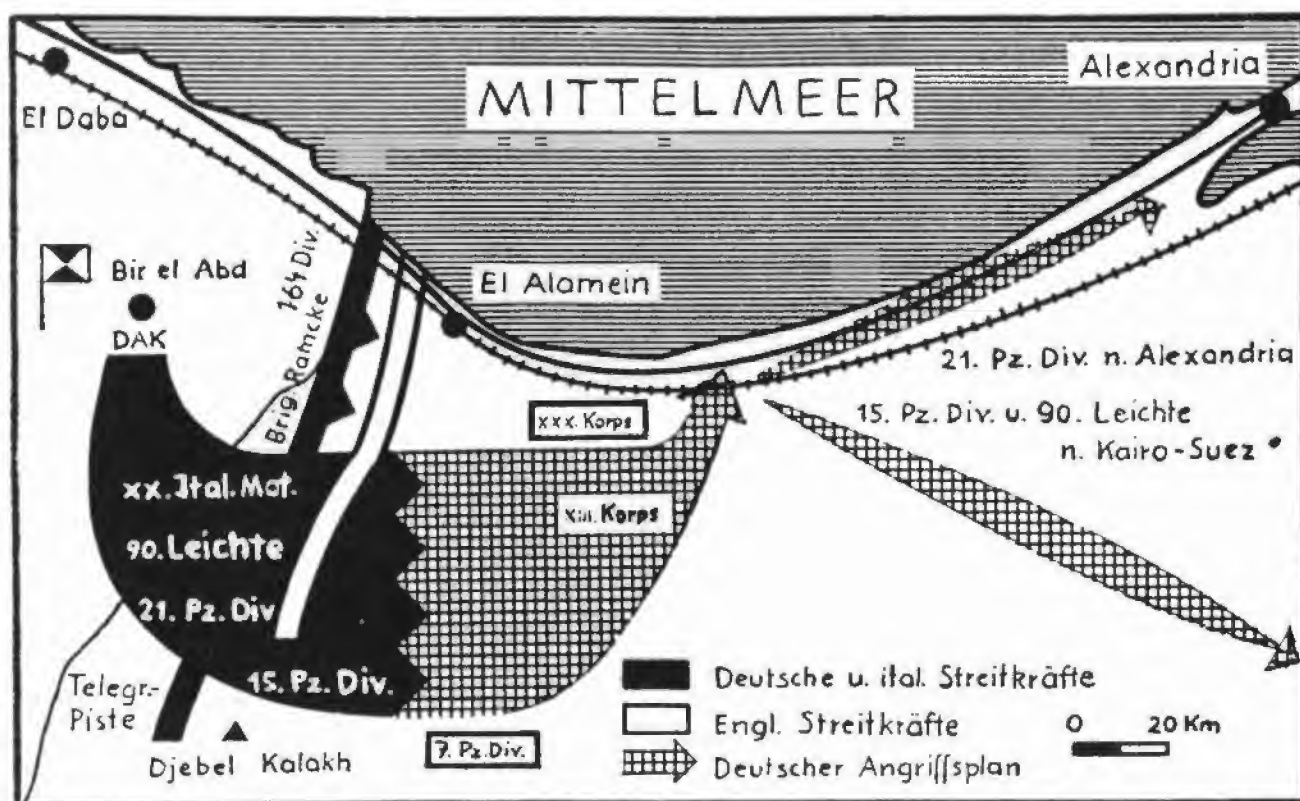 MITTELMEER
Alexandria
El Daba
Bir el Abd
DAK
164 Div.
Brig. Ramcke
El Alamein
21. Pz. Div. n. Alexandria
15. Pz. Div. u. 90. Leichte
n. Kairo-Suez
xxx. Korps
xx. Ital. Mot.
90. Leichte
21. Pz. Div
15. Pz. Div.
XIII. Korps
7. Pz. Div.
Telegr.-
Piste
Djebel Kalakh
Deutsche u. ital. Streitkräfte
Engl. Streitkräfte
Deutscher Angriffsplan
0 20 Km